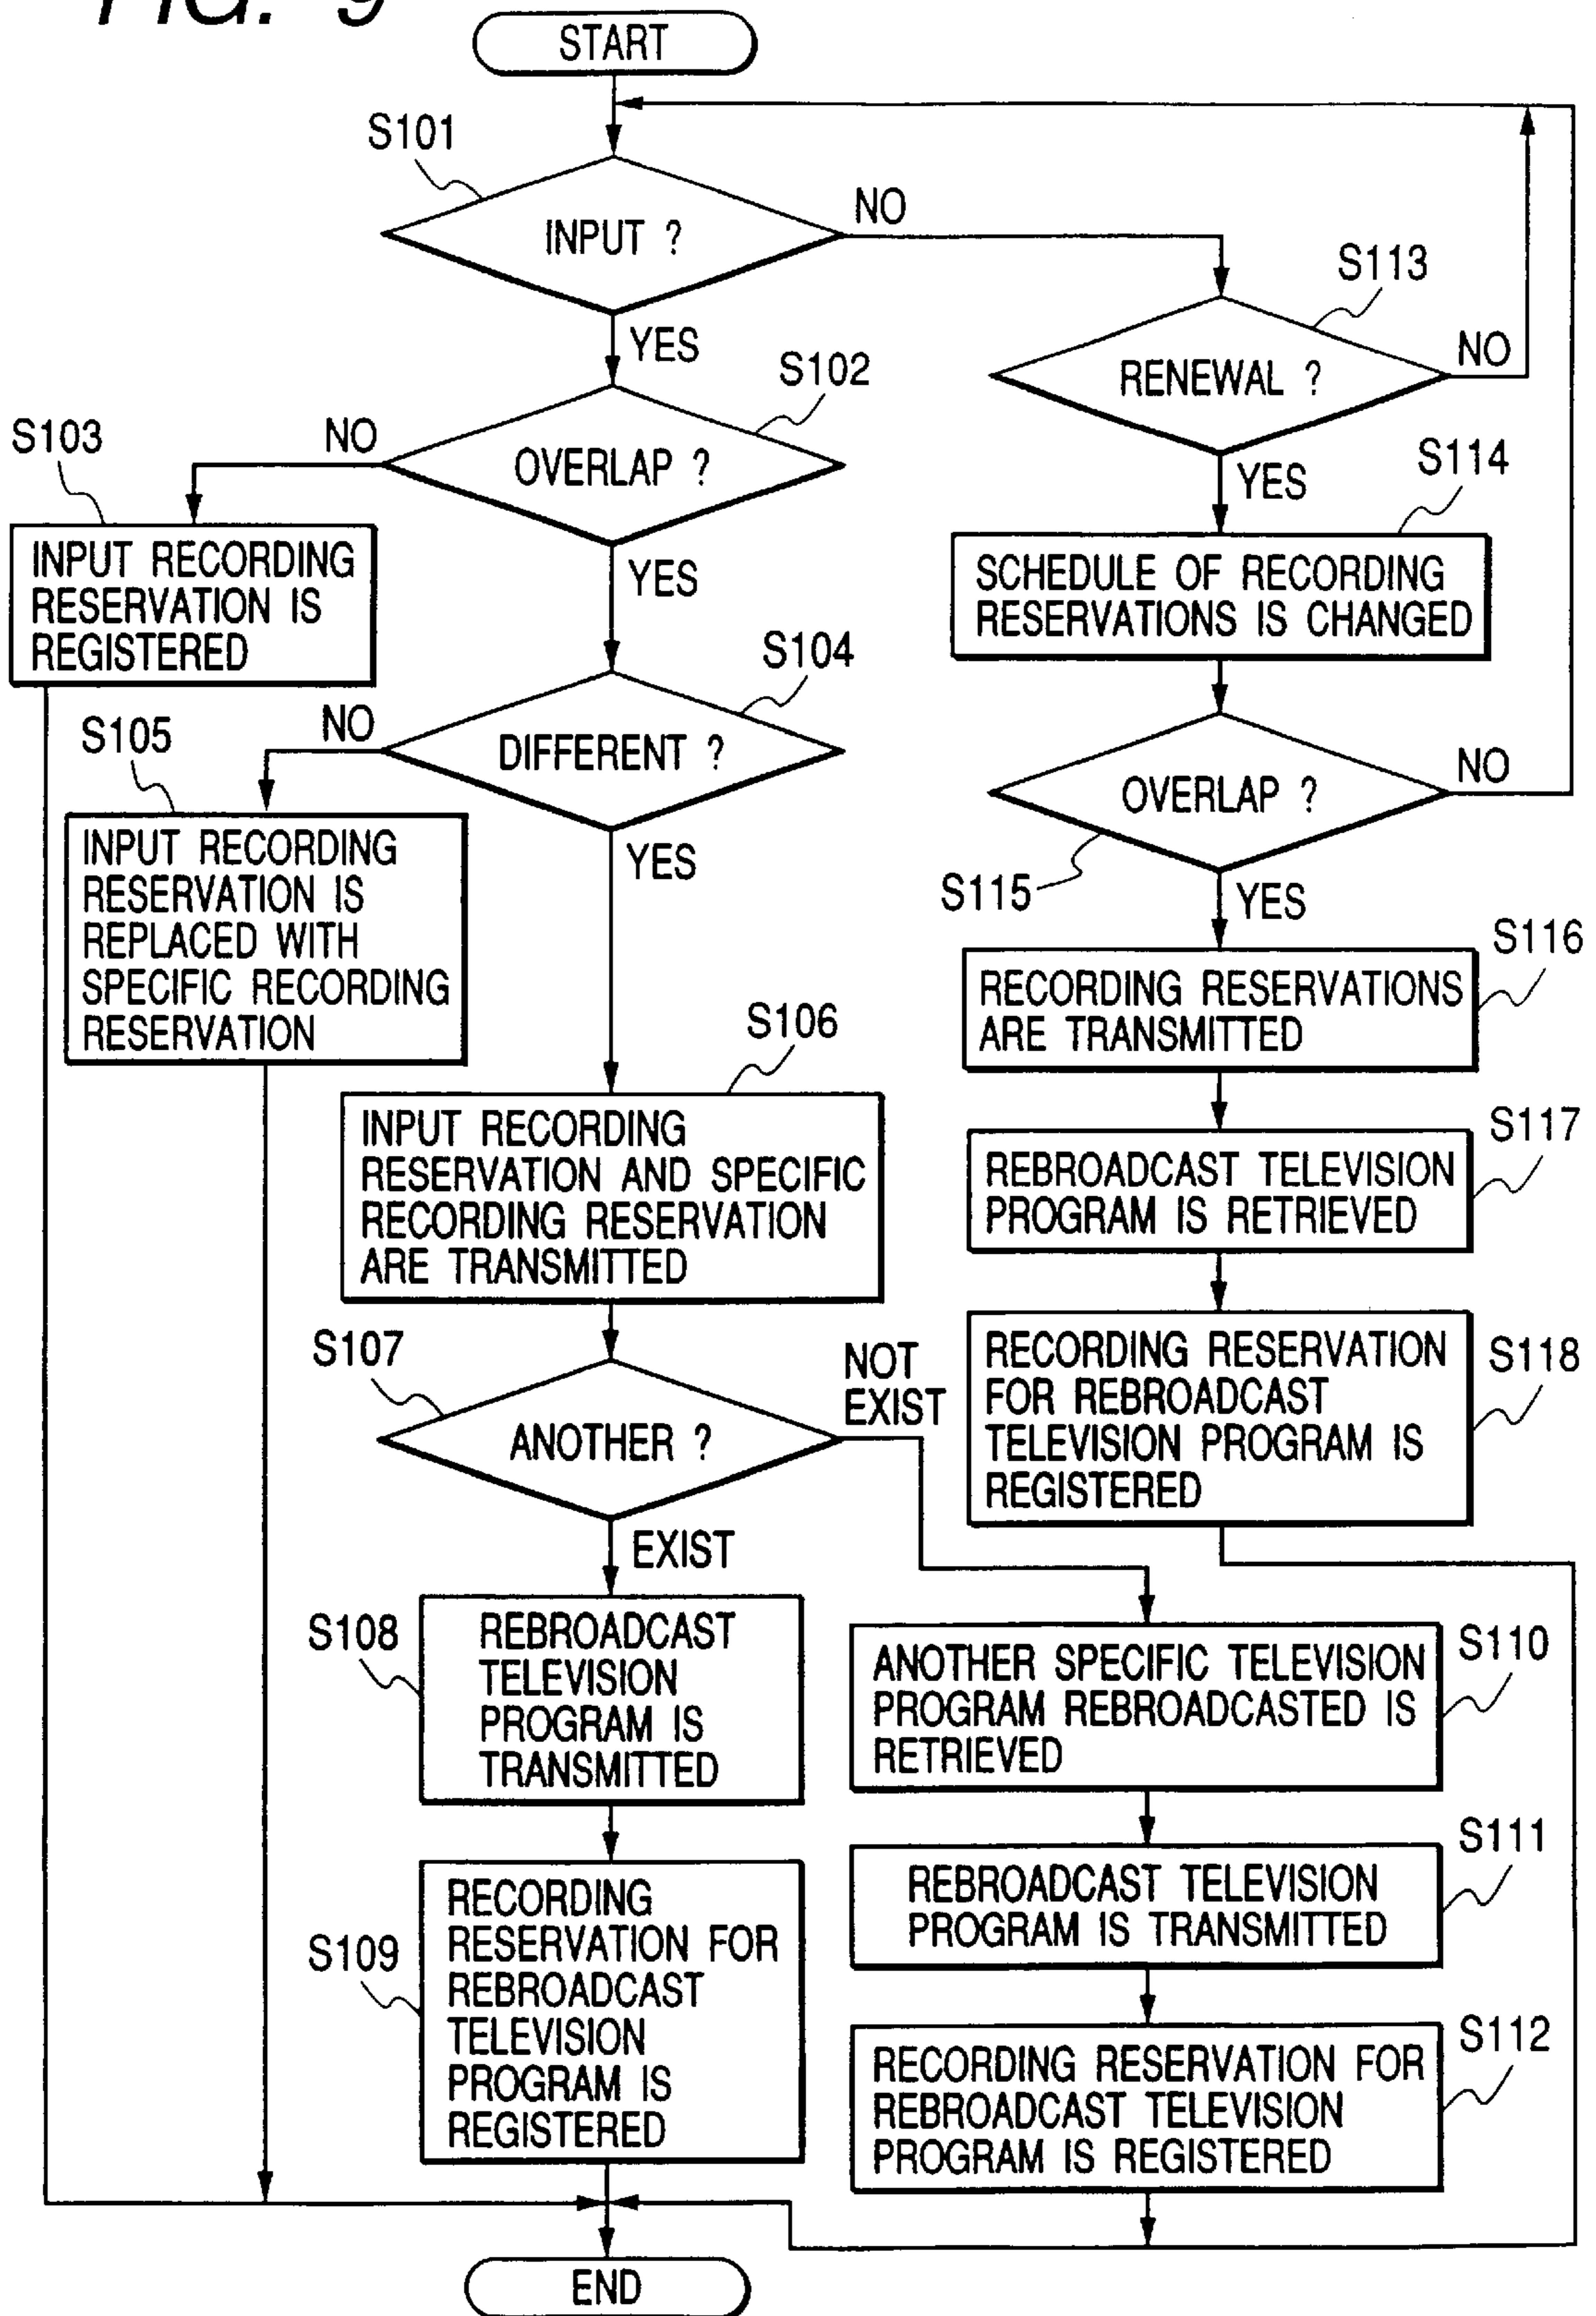 FIG. 9
START
S101
INPUT ?
NO
YES
S113
RENEWAL ?
NO
YES
S102
OVERLAP ?
NO
YES
S103
INPUT RECORDING
RESERVATION IS
REGISTERED
S114
SCHEDULE OF RECORDING
RESERVATIONS IS CHANGED
S104
DIFFERENT ?
NO
YES
S105
INPUT RECORDING
RESERVATION IS
REPLACED WITH
SPECIFIC RECORDING
RESERVATION
OVERLAP ?
NO
S115
YES
S116
RECORDING RESERVATIONS
ARE TRANSMITTED
S106
INPUT RECORDING
RESERVATION AND SPECIFIC
RECORDING RESERVATION
ARE TRANSMITTED
S117
REBROADCAST TELEVISION
PROGRAM IS RETRIEVED
S107
ANOTHER ?
NOT
EXIST
EXIST
S118
RECORDING RESERVATION
FOR REBROADCAST
TELEVISION PROGRAM IS
REGISTERED
S108
REBROADCAST
TELEVISION
PROGRAM IS
TRANSMITTED
S110
ANOTHER SPECIFIC TELEVISION
PROGRAM REBROADCASTED IS
RETRIEVED
S109
RECORDING
RESERVATION FOR
REBROADCAST
TELEVISION
PROGRAM IS
REGISTERED
S111
REBROADCAST TELEVISION
PROGRAM IS TRANSMITTED
S112
RECORDING RESERVATION FOR
REBROADCAST TELEVISION
PROGRAM IS REGISTERED
END